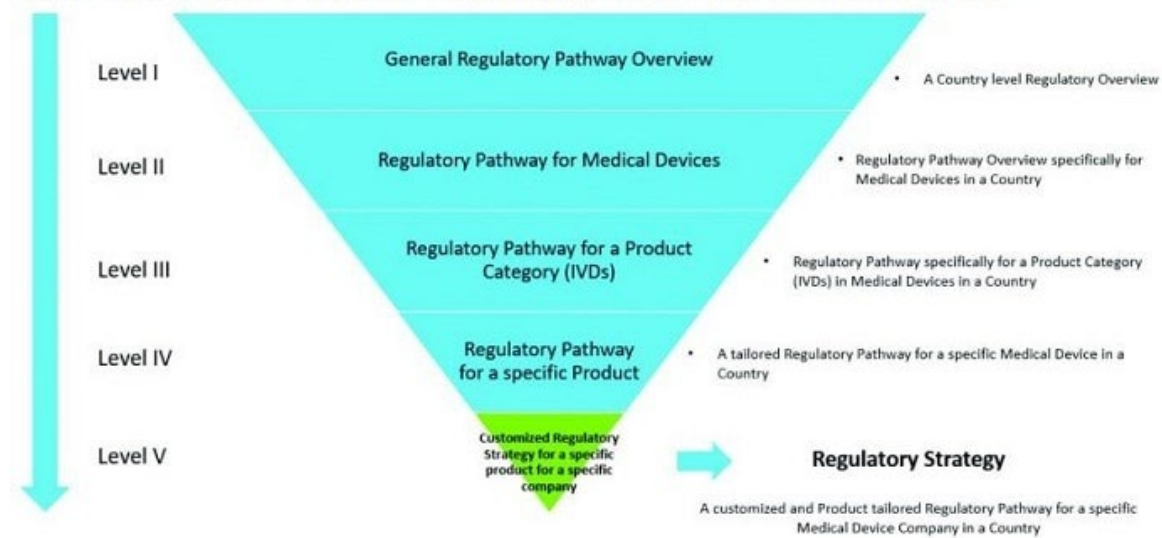 Level I
General Regulatory Pathway Overview
• A Country level Regulatory Overview
Level II
Regulatory Pathway for Medical Devices
• Regulatory Pathway Overview specifically for
Medical Devices in a Country
Level III
Regulatory Pathway for a Product
Category (IVDs)
• Regulatory Pathway specifically for a Product Category
(IVDs) in Medical Devices in a Country
Level IV
Regulatory Pathway
for a specific Product
• A tailored Regulatory Pathway for a specific Medical Device in a
Country
Level V
Customized Regulatory
Strategy for a specific
product for a specific
company
Regulatory Strategy
A customized and Product tailored Regulatory Pathway for a specific
Medical Device Company in a Country